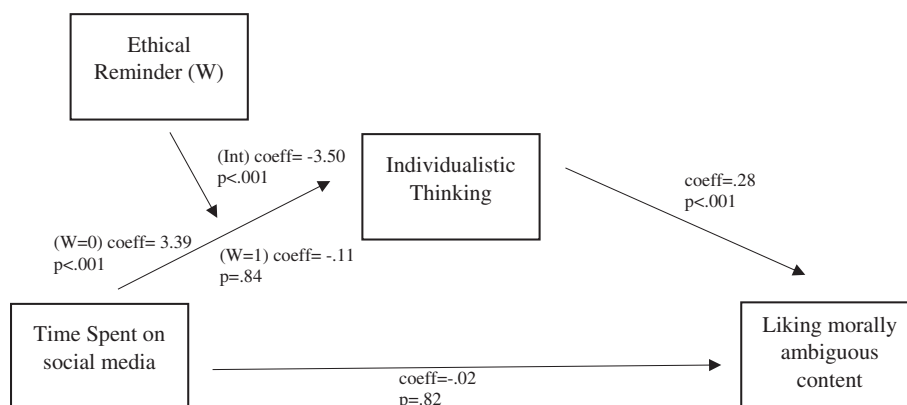 Ethical
Reminder (W)
(Int) coeff= -3.50
p<.001
Individualistic
Thinking
coeff=.28
p<.001
(W=0) coeff= 3.39
p<.001
(W=1) coeff= -.11
p=.84
Time Spent on
social media
Liking morally
ambiguous
content
coeff=-.02
p=.82